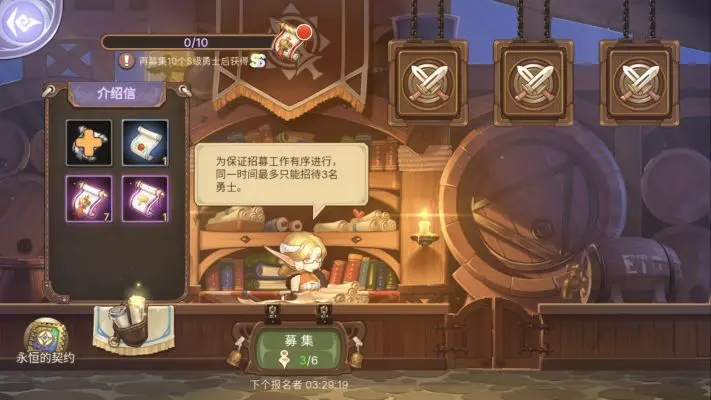 0/10
再募集10个S级勇士后获得
介绍信
1
7
1
为保证招募工作有序进行，
同一时间最多只能招待3名
勇士。
募集
3/6
永恒的契约
下个报名者 03:29:19